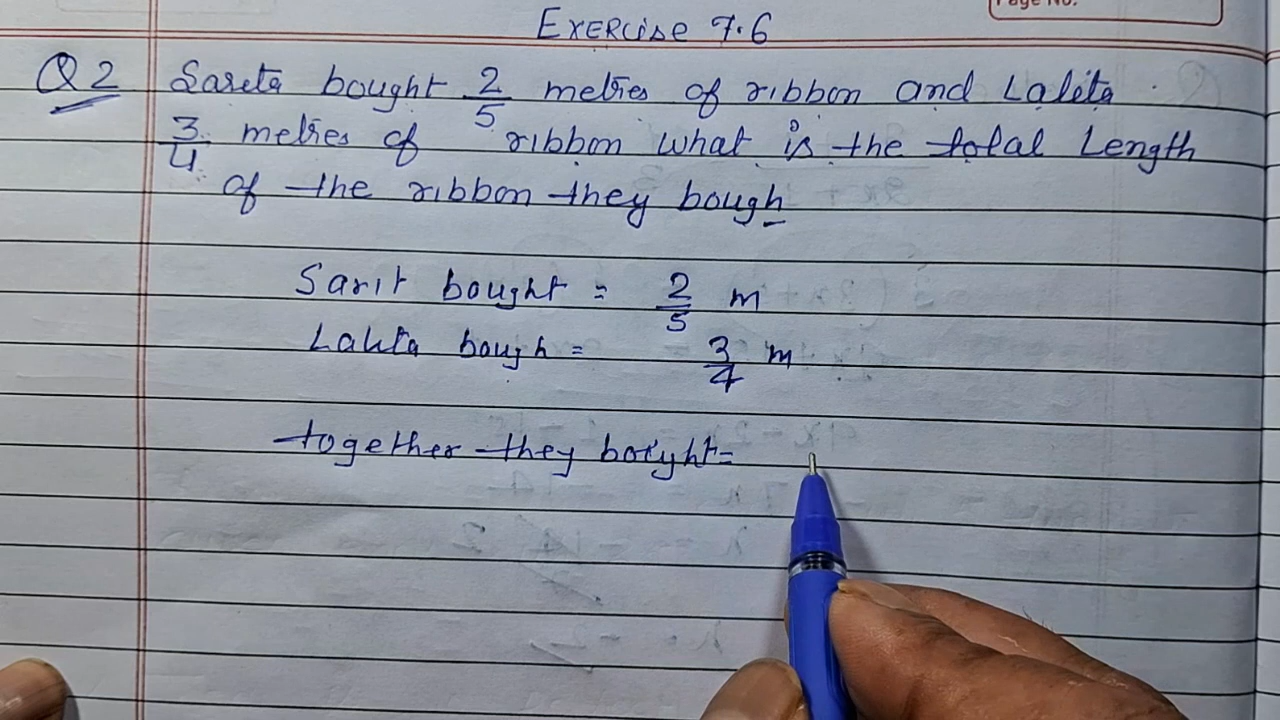 Page No.
Exercise 7.6
Q2 Sareta bought 2/5 metres of ribbon and Lalita
3/4 metres of ribbon what is the total Length
of the ribbon they bough
Sarit bought = 2/5 m
Lalita bough = 3/4 m
together they bought=